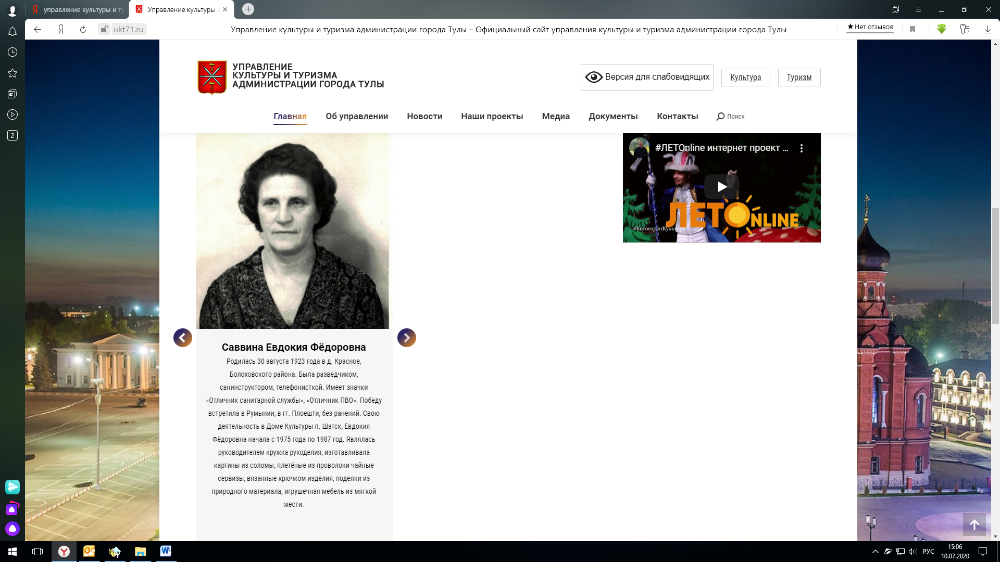 управление культуры и ту
Управление культуры и
ukt71.ru
Управление культуры и туризма администрации города Тулы – Официальный сайт управления культуры и туризма администрации города Тулы
★ Нет отзывов
УПРАВЛЕНИЕ
КУЛЬТУРЫ И ТУРИЗМА
АДМИНИСТРАЦИИ ГОРОДА ТУЛЫ
Версия для слабовидящих
Культура
Туризм
Главная
Об управлении
Новости
Наши проекты
Медиа
Документы
Контакты
Поиск
2
#ЛЕТOnline интернет проект ...
ЛЕТOnline
#КосогорецКультура
Саввина Евдокия Фёдоровна
Родилась 30 августа 1923 года в д. Красное,
Болоховского района. Была разведчиком,
санинструктором, телефонисткой. Имеет значки
«Отличник санитарной службы», «Отличник ПВО». Победу
встретила в Румынии, в гг. Плоешти, без ранений. Свою
деятельность в Доме Культуры п. Шатск, Евдокия
Фёдоровна начала с 1975 года по 1987 год. Являлась
руководителем кружка рукоделия, изготавливала
картины из соломы, плетёные из проволоки чайные
сервизы, вязанные крючком изделия, поделки из
природного материала, игрушечная мебель из мягкой
жести.
РУС
15:06
10.07.2020